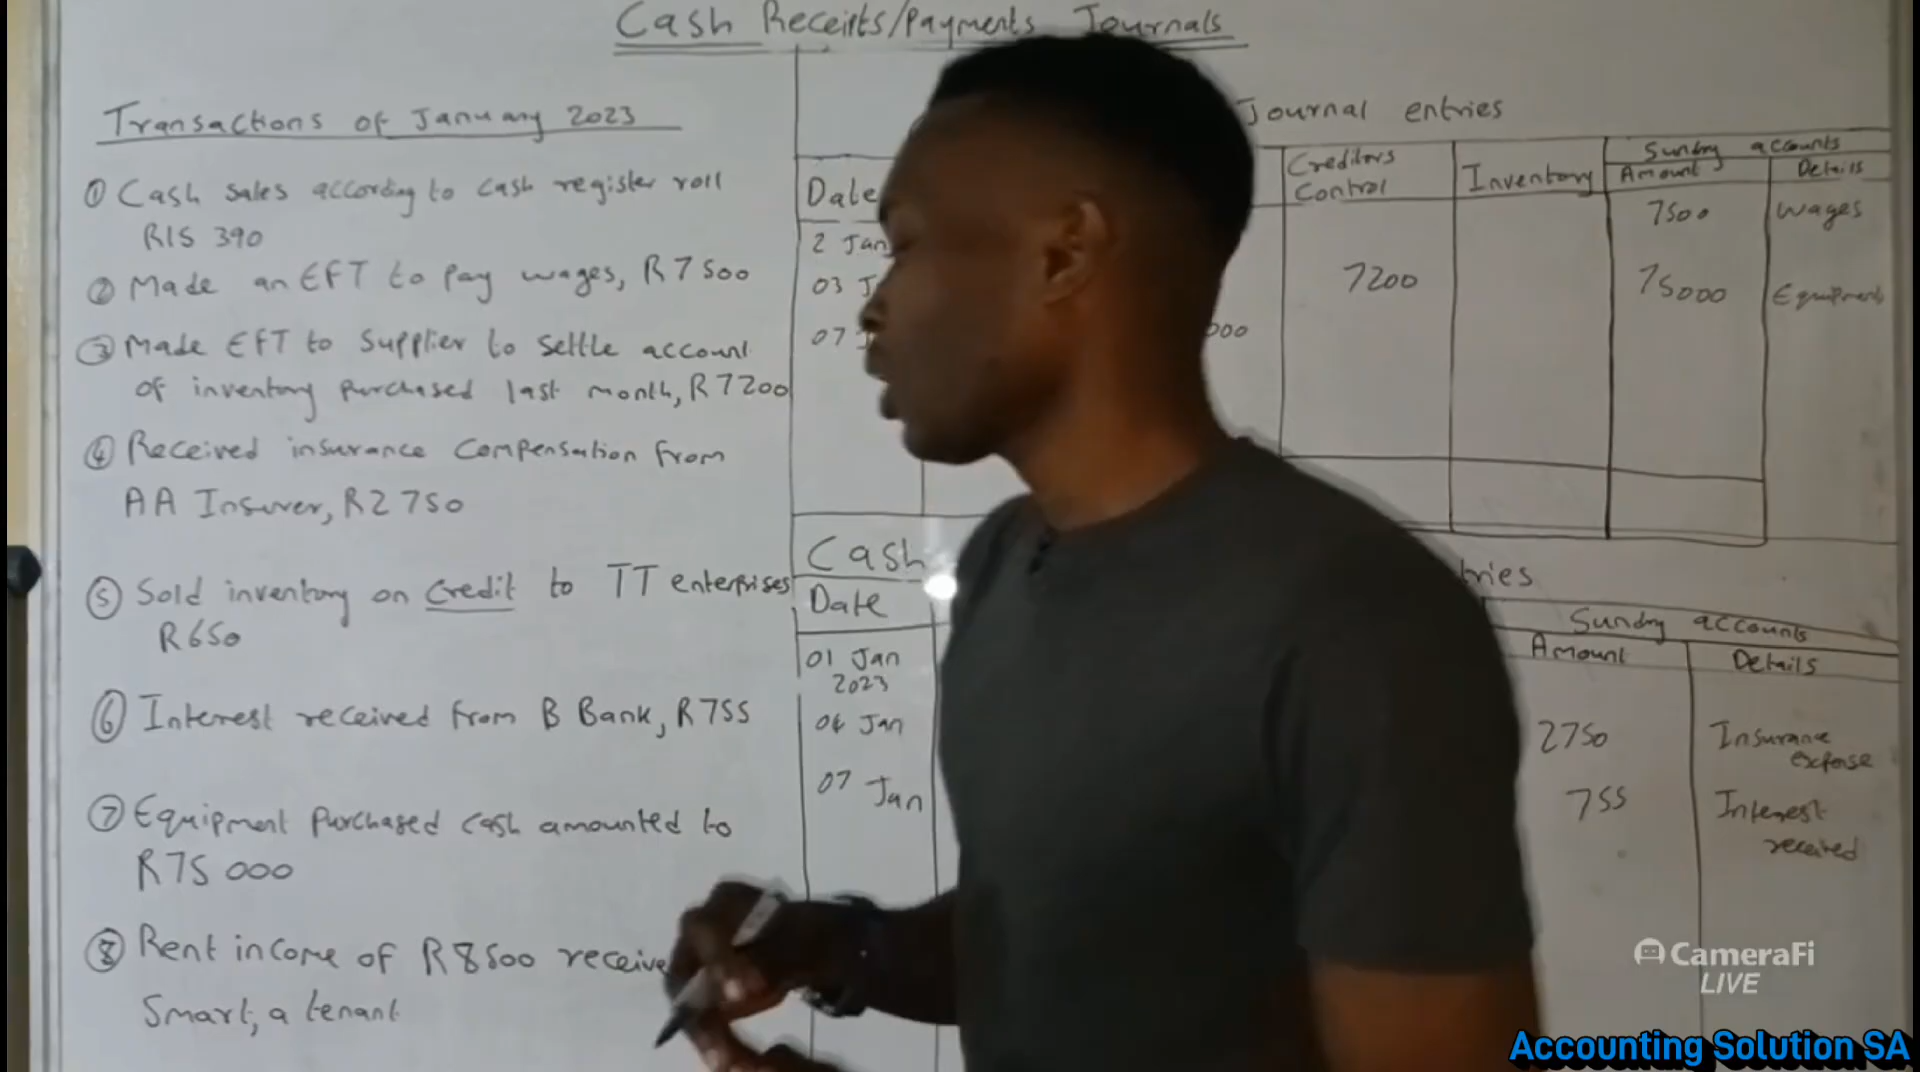 Cash Receipts/Payments Journals
Transactions of January 2023
① Cash sales according to cash register roll
R15 390
② Made an EFT to pay wages, R7 500
③ Made EFT to Supplier to settle account
of inventory purchased last month, R7200
④ Received insurance compensation from
AA Insurer, R2 750
⑤ Sold inventory on credit to TT enterprises
R650
⑥ Interest received from B Bank, R755
⑦ Equipment purchased cash amounted to
R75 000
⑧ Rent income of R8500 receive
Smart, a tenant
Journal entries
Date
Creditors
Control
Inventory
Sundry accounts
Amount
Details
2 Jan
7500
Wages
03 J
7200
75000
Equipment
07 J
000
Cash
tries
Date
Sundry accounts
Amount
Details
01 Jan
2023
04 Jan
2750
Insurance
expense
07 Jan
755
Interest
received
CameraFi
LIVE
Accounting Solution SA